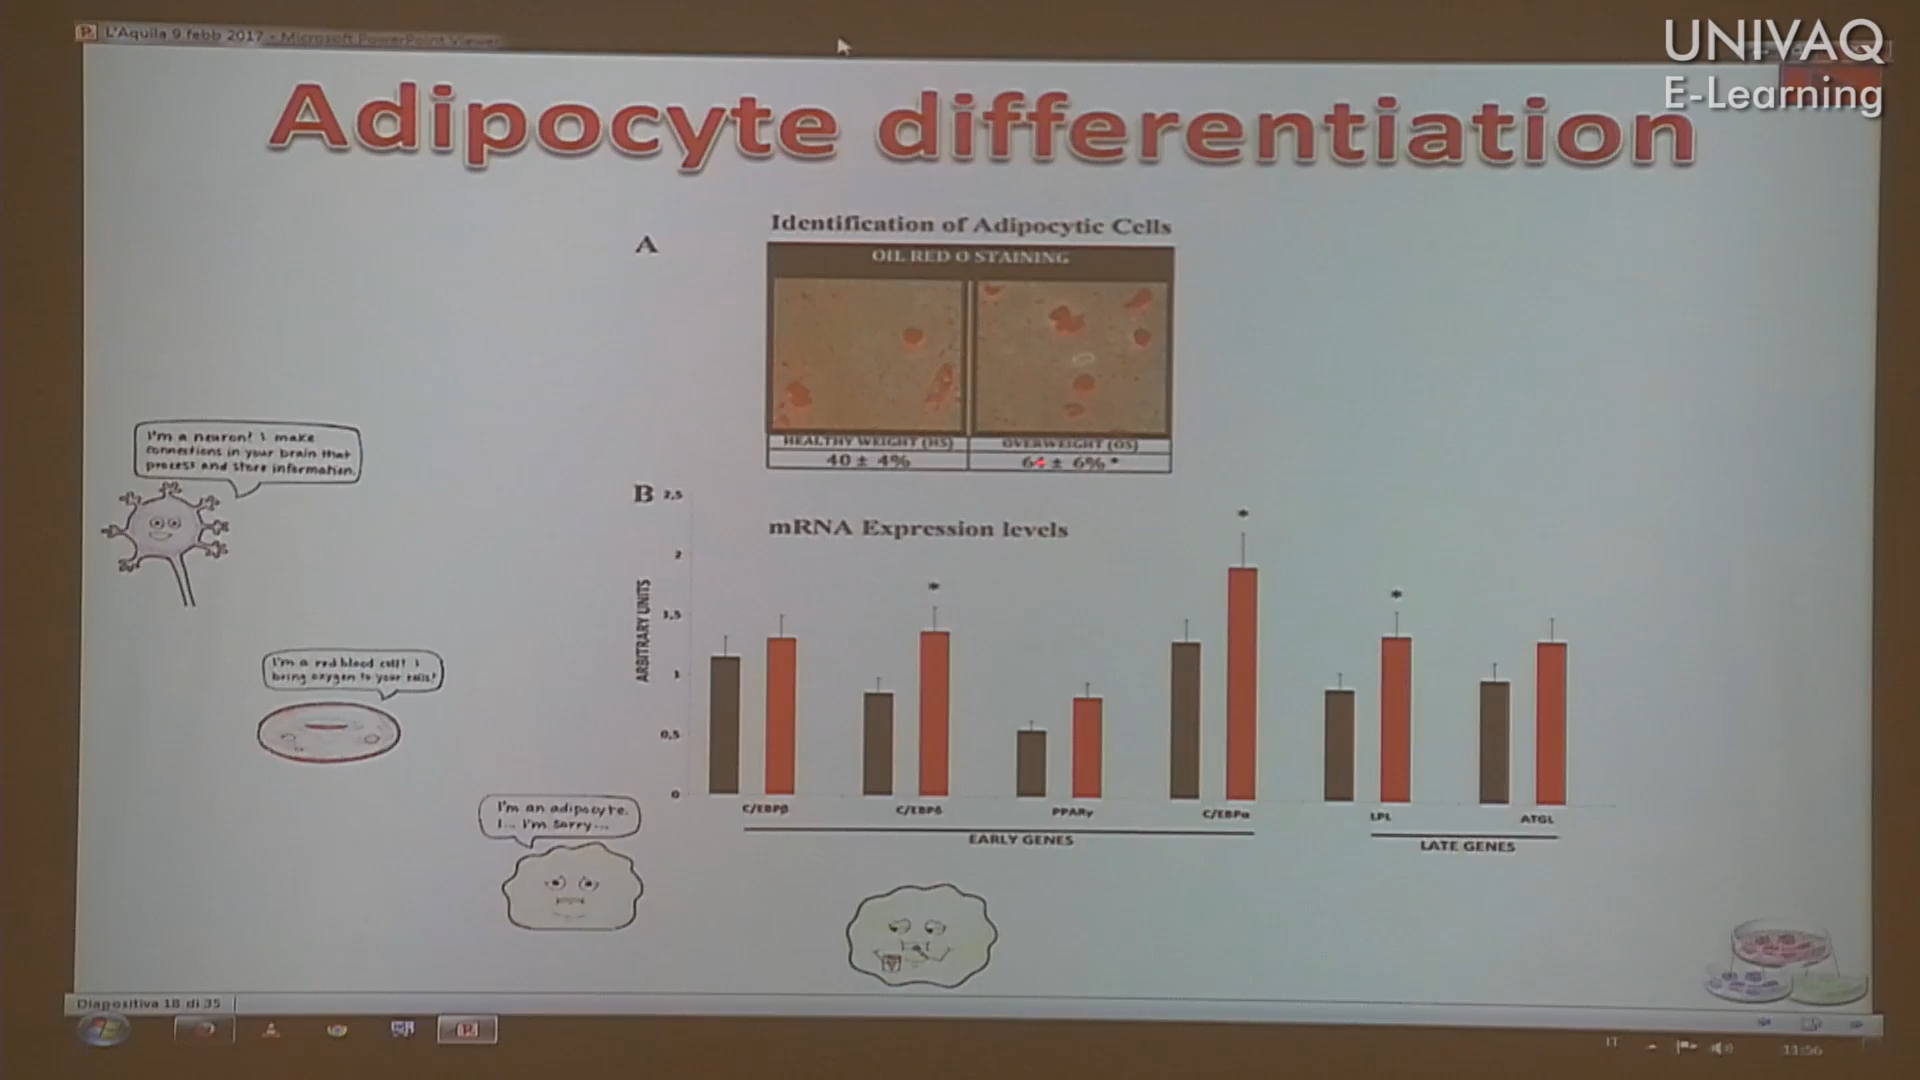 L'Aquila 9 febb 2017 - Microsoft PowerPoint Viewer
UNIVAQ
E-Learning
Adipocyte differentiation
Identification of Adipocytic Cells
A
OIL RED O STAINING
HEALTHY WEIGHT (HS)
OVERWEIGHT (OS)
40 ± 4%
± 6% *
I'm a neuron! I make
connections in your brain that
process and store information.
I'm a red blood cell! I
bring oxygen to your cells!
I'm an adipocyte.
I... I'm sorry...
B
mRNA Expression levels
ARBITRARY UNITS
2,5
2
1,5
1
0,5
0
*
*
*
C/EBPβ
C/EBPδ
PPARγ
C/EBPα
LPL
ATGL
EARLY GENES
LATE GENES
Diapositiva 18 di 35
IT
11:56